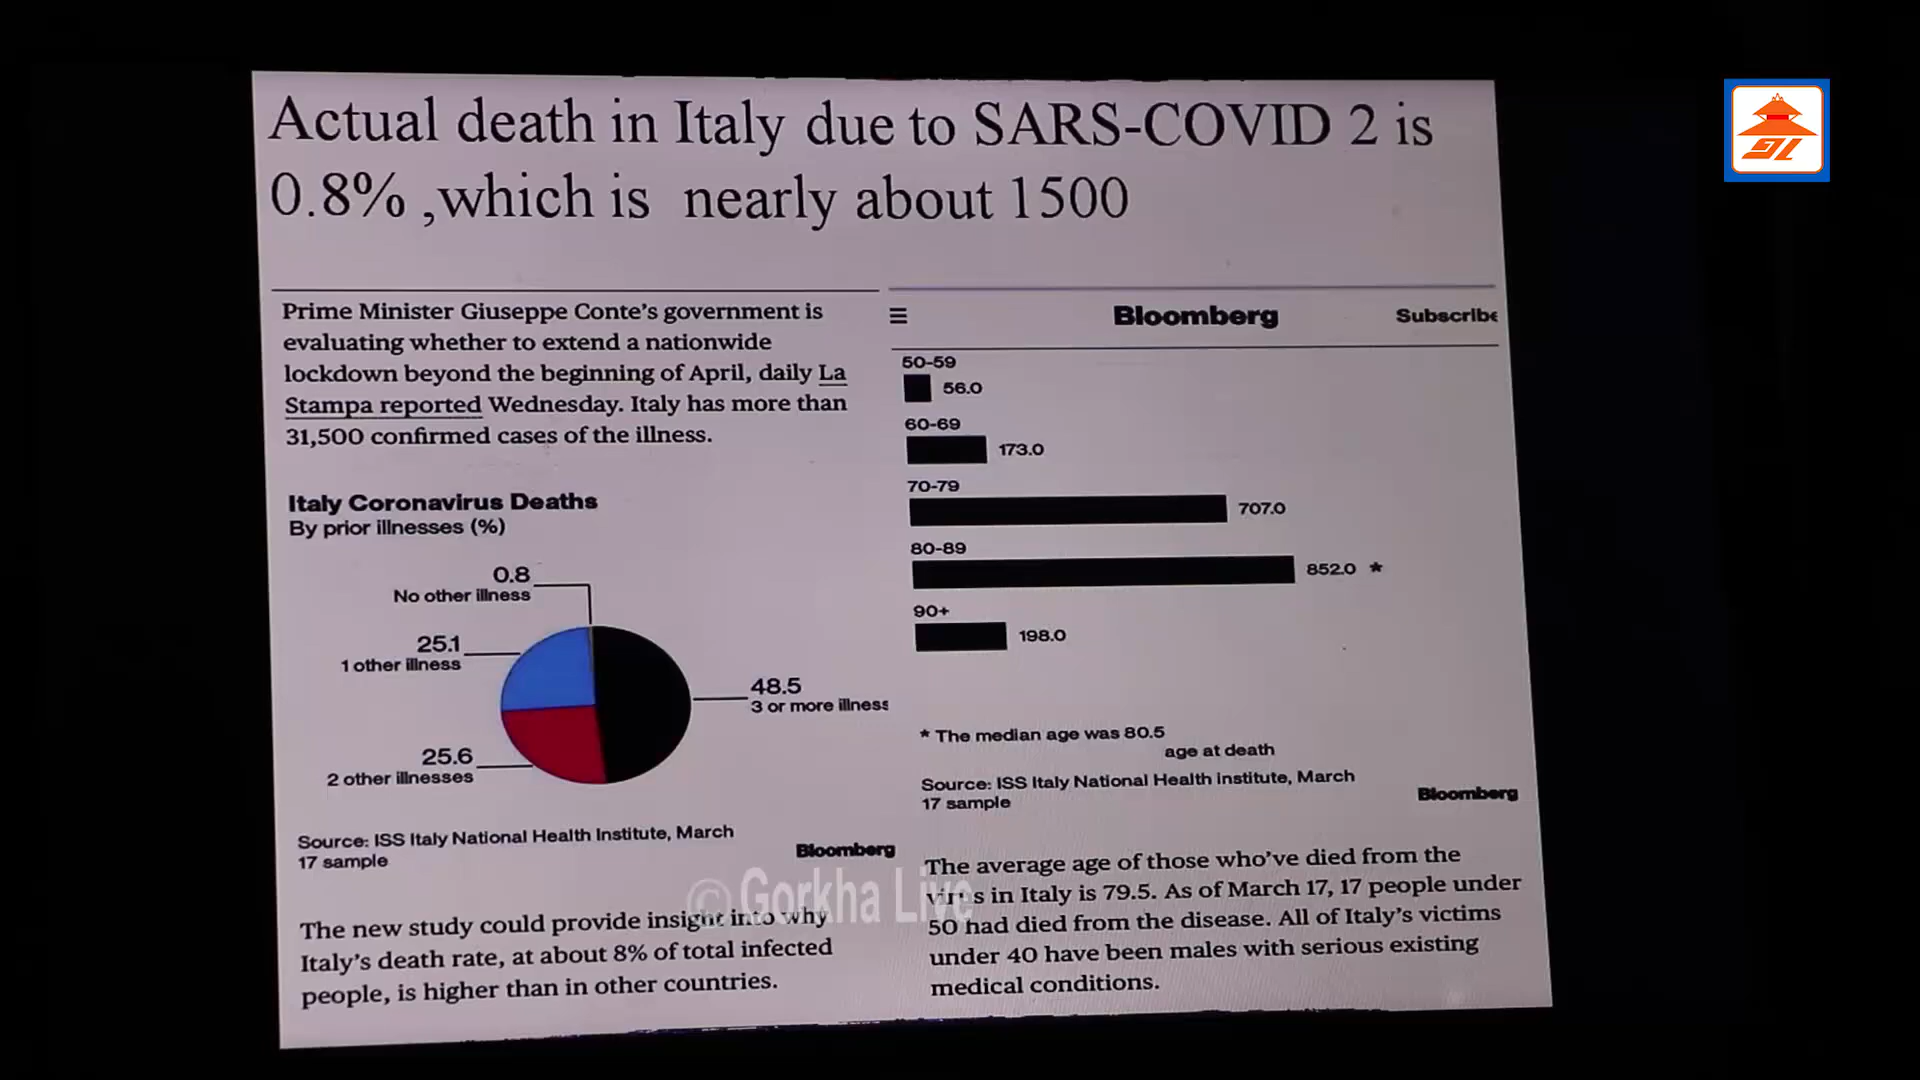 Actual death in Italy due to SARS-COVID 2 is
0.8% ,which is nearly about 1500
Prime Minister Giuseppe Conte's government is
evaluating whether to extend a nationwide
lockdown beyond the beginning of April, daily La
Stampa reported Wednesday. Italy has more than
31,500 confirmed cases of the illness.
Italy Coronavirus Deaths
By prior illnesses (%)
0.8
No other illness
25.1
1 other illness
48.5
3 or more illness
25.6
2 other illnesses
Source: ISS Italy National Health Institute, March
17 sample
Bloomberg
The new study could provide insight into why
Italy's death rate, at about 8% of total infected
people, is higher than in other countries.
Bloomberg
Subscribe
50-59
56.0
60-69
173.0
70-79
707.0
80-89
852.0 *
90+
198.0
* The median age was 80.5
age at death
Source: ISS Italy National Health Institute, March
17 sample
Bloomberg
The average age of those who've died from the
virus in Italy is 79.5. As of March 17, 17 people under
50 had died from the disease. All of Italy's victims
under 40 have been males with serious existing
medical conditions.
© Gorkha Live
GL